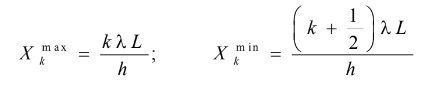 X_k^max = kλL/h;    X_k^min = (k + 1/2)λL/h